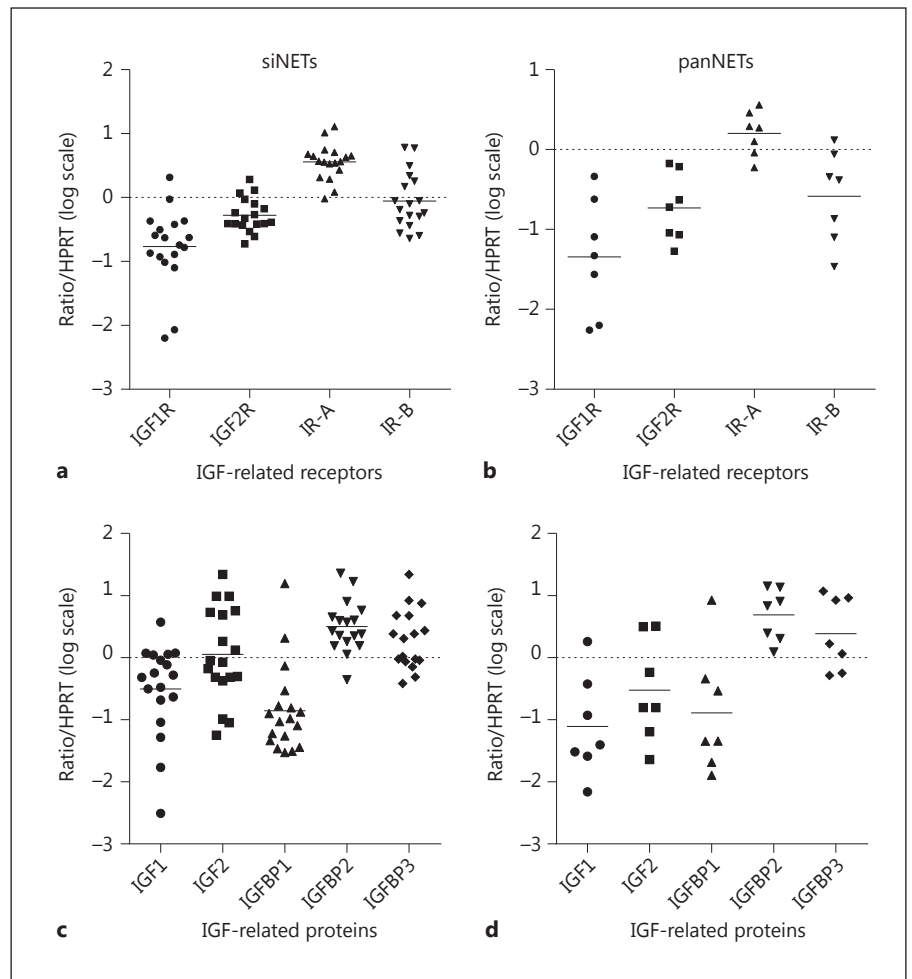 siNETs
2
1
0
−1
−2
−3
Ratio/HPRT (log scale)
IGF1R
IGF2R
IR-A
IR-B
a
IGF-related receptors
panNETs
1
0
−1
−2
−3
Ratio/HPRT (log scale)
IGF1R
IGF2R
IR-A
IR-B
b
IGF-related receptors
2
1
0
−1
−2
−3
Ratio/HPRT (log scale)
IGF1
IGF2
IGFBP1
IGFBP2
IGFBP3
c
IGF-related proteins
2
1
0
−1
−2
−3
Ratio/HPRT (log scale)
IGF1
IGF2
IGFBP1
IGFBP2
IGFBP3
d
IGF-related proteins